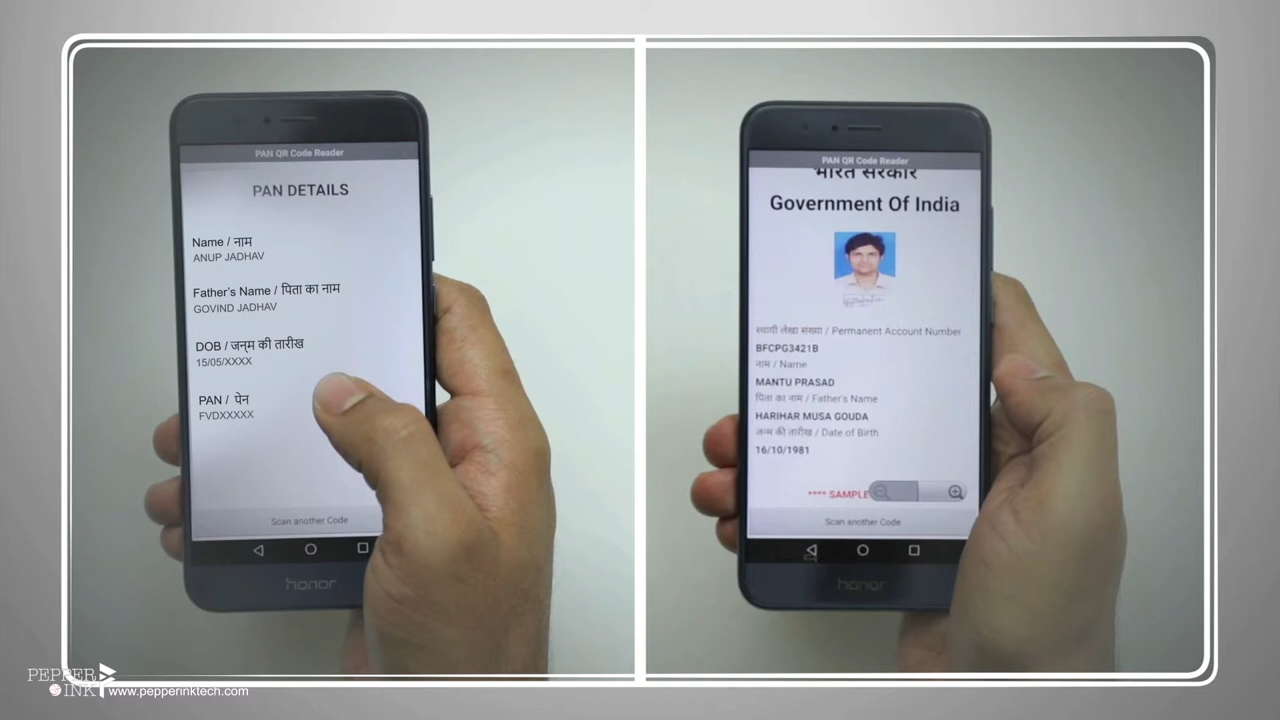 PAN QR Code Reader
PAN DETAILS
Name / नाम
ANUP JADHAV
Father's Name / पिता का नाम
GOVIND JADHAV
DOB / जन्म की तारीख
15/05/XXXX
PAN / पेन
FVDXXXXX
Scan another Code
honor
PAN QR Code Reader
भारत सरकार
Government Of India
स्थायी लेखा संख्या / Permanent Account Number
BFCPG3421B
नाम / Name
MANTU PRASAD
पिता का नाम / Father's Name
HARIHAR MUSA GOUDA
जन्म की तारीख / Date of Birth
16/10/1981
**** SAMPLE
Scan another Code
honor
PEPPER
INK
www.pepperinktech.com